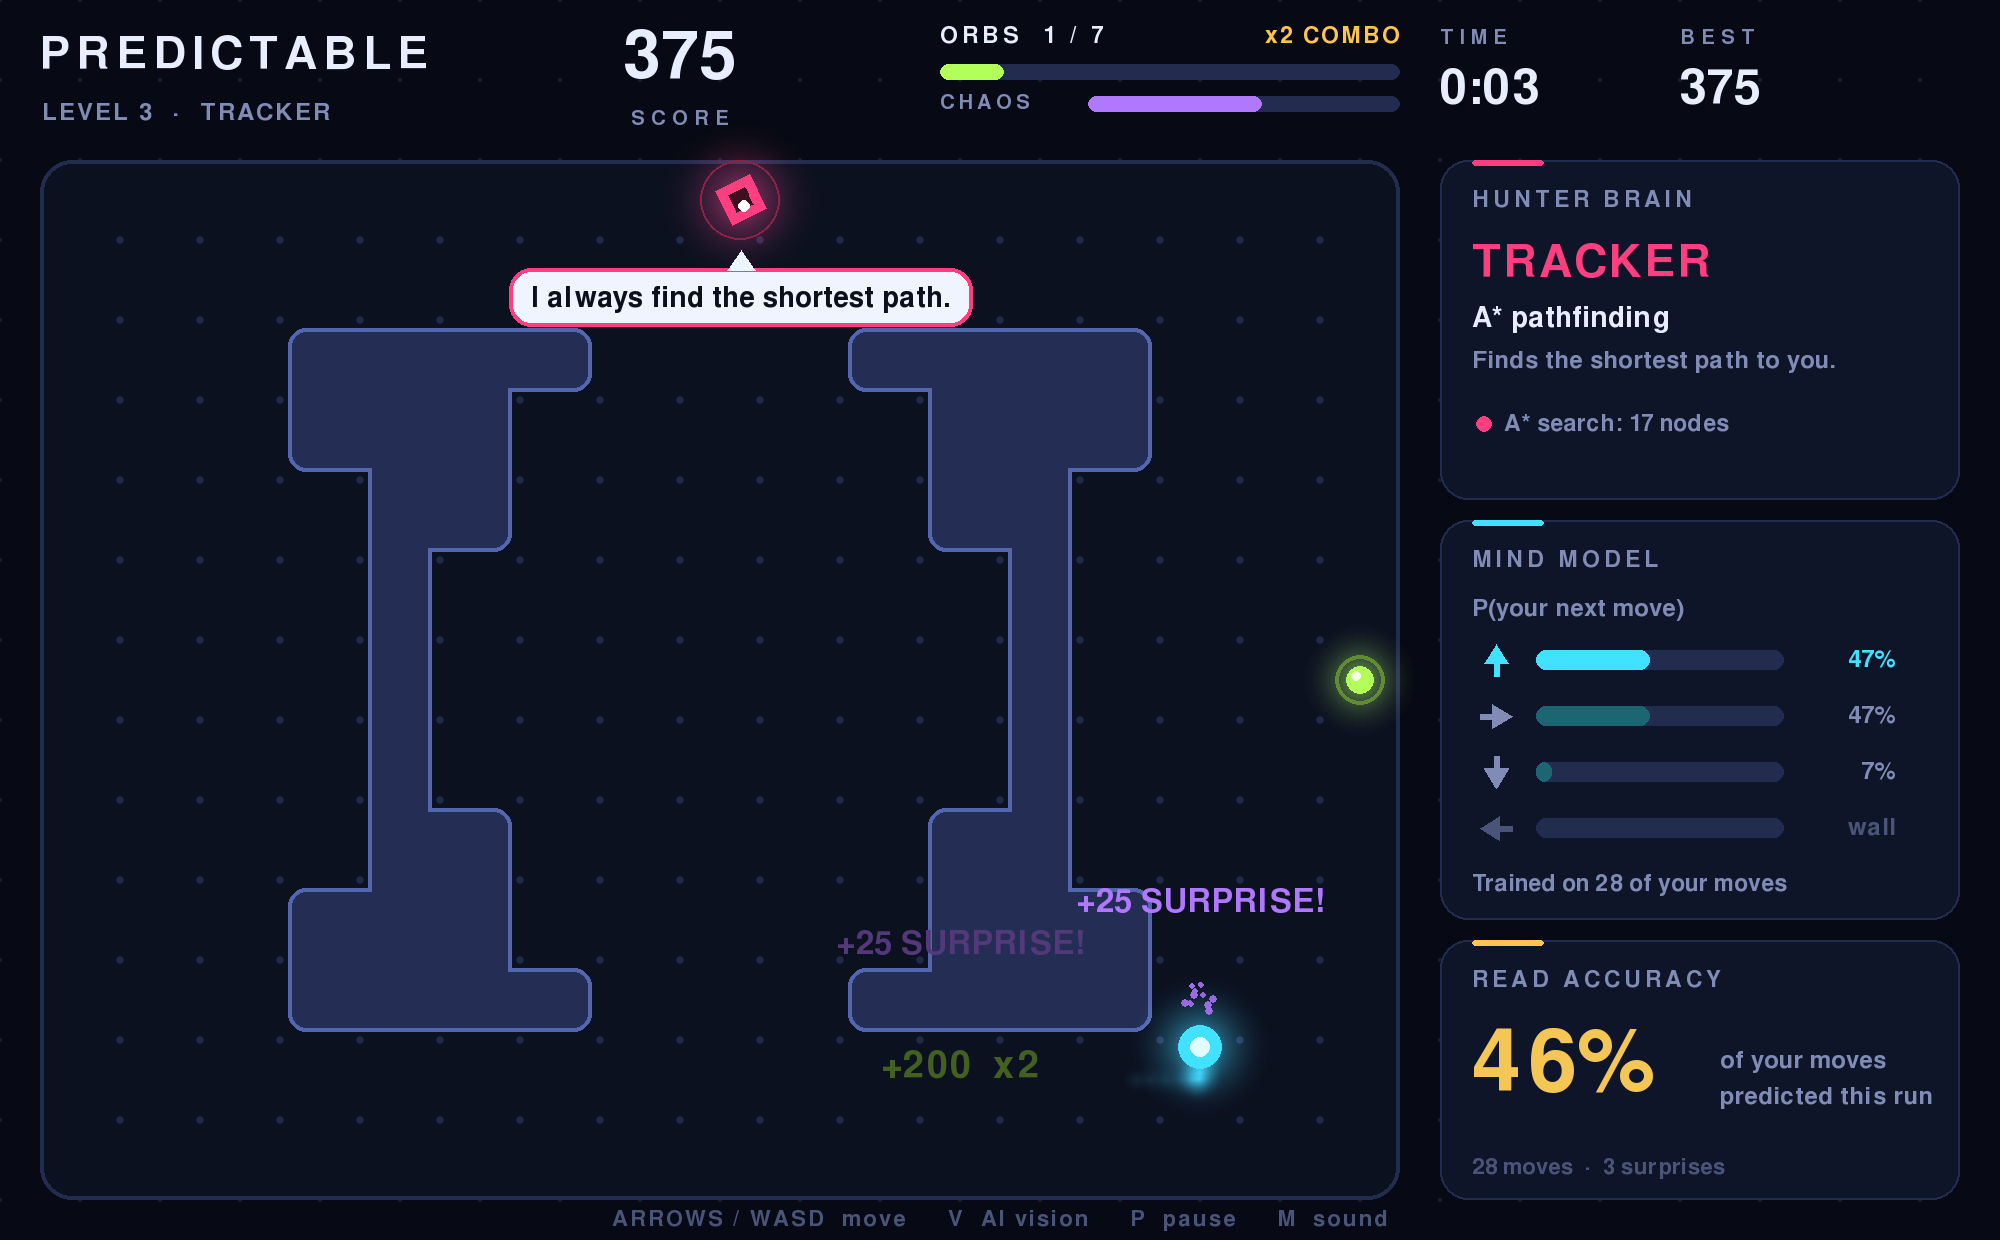 PREDICTABLE
LEVEL 3 · TRACKER
375
SCORE
ORBS 1 / 7
x2 COMBO
CHAOS
TIME
0:03
BEST
375
I always find the shortest path.
+25 SURPRISE!
+25 SURPRISE!
+200 x2
HUNTER BRAIN
TRACKER
A* pathfinding
Finds the shortest path to you.
A* search: 17 nodes
MIND MODEL
P(your next move)
47%
47%
7%
wall
Trained on 28 of your moves
READ ACCURACY
46%
of your moves
predicted this run
28 moves · 3 surprises
ARROWS / WASD move V AI vision P pause M sound